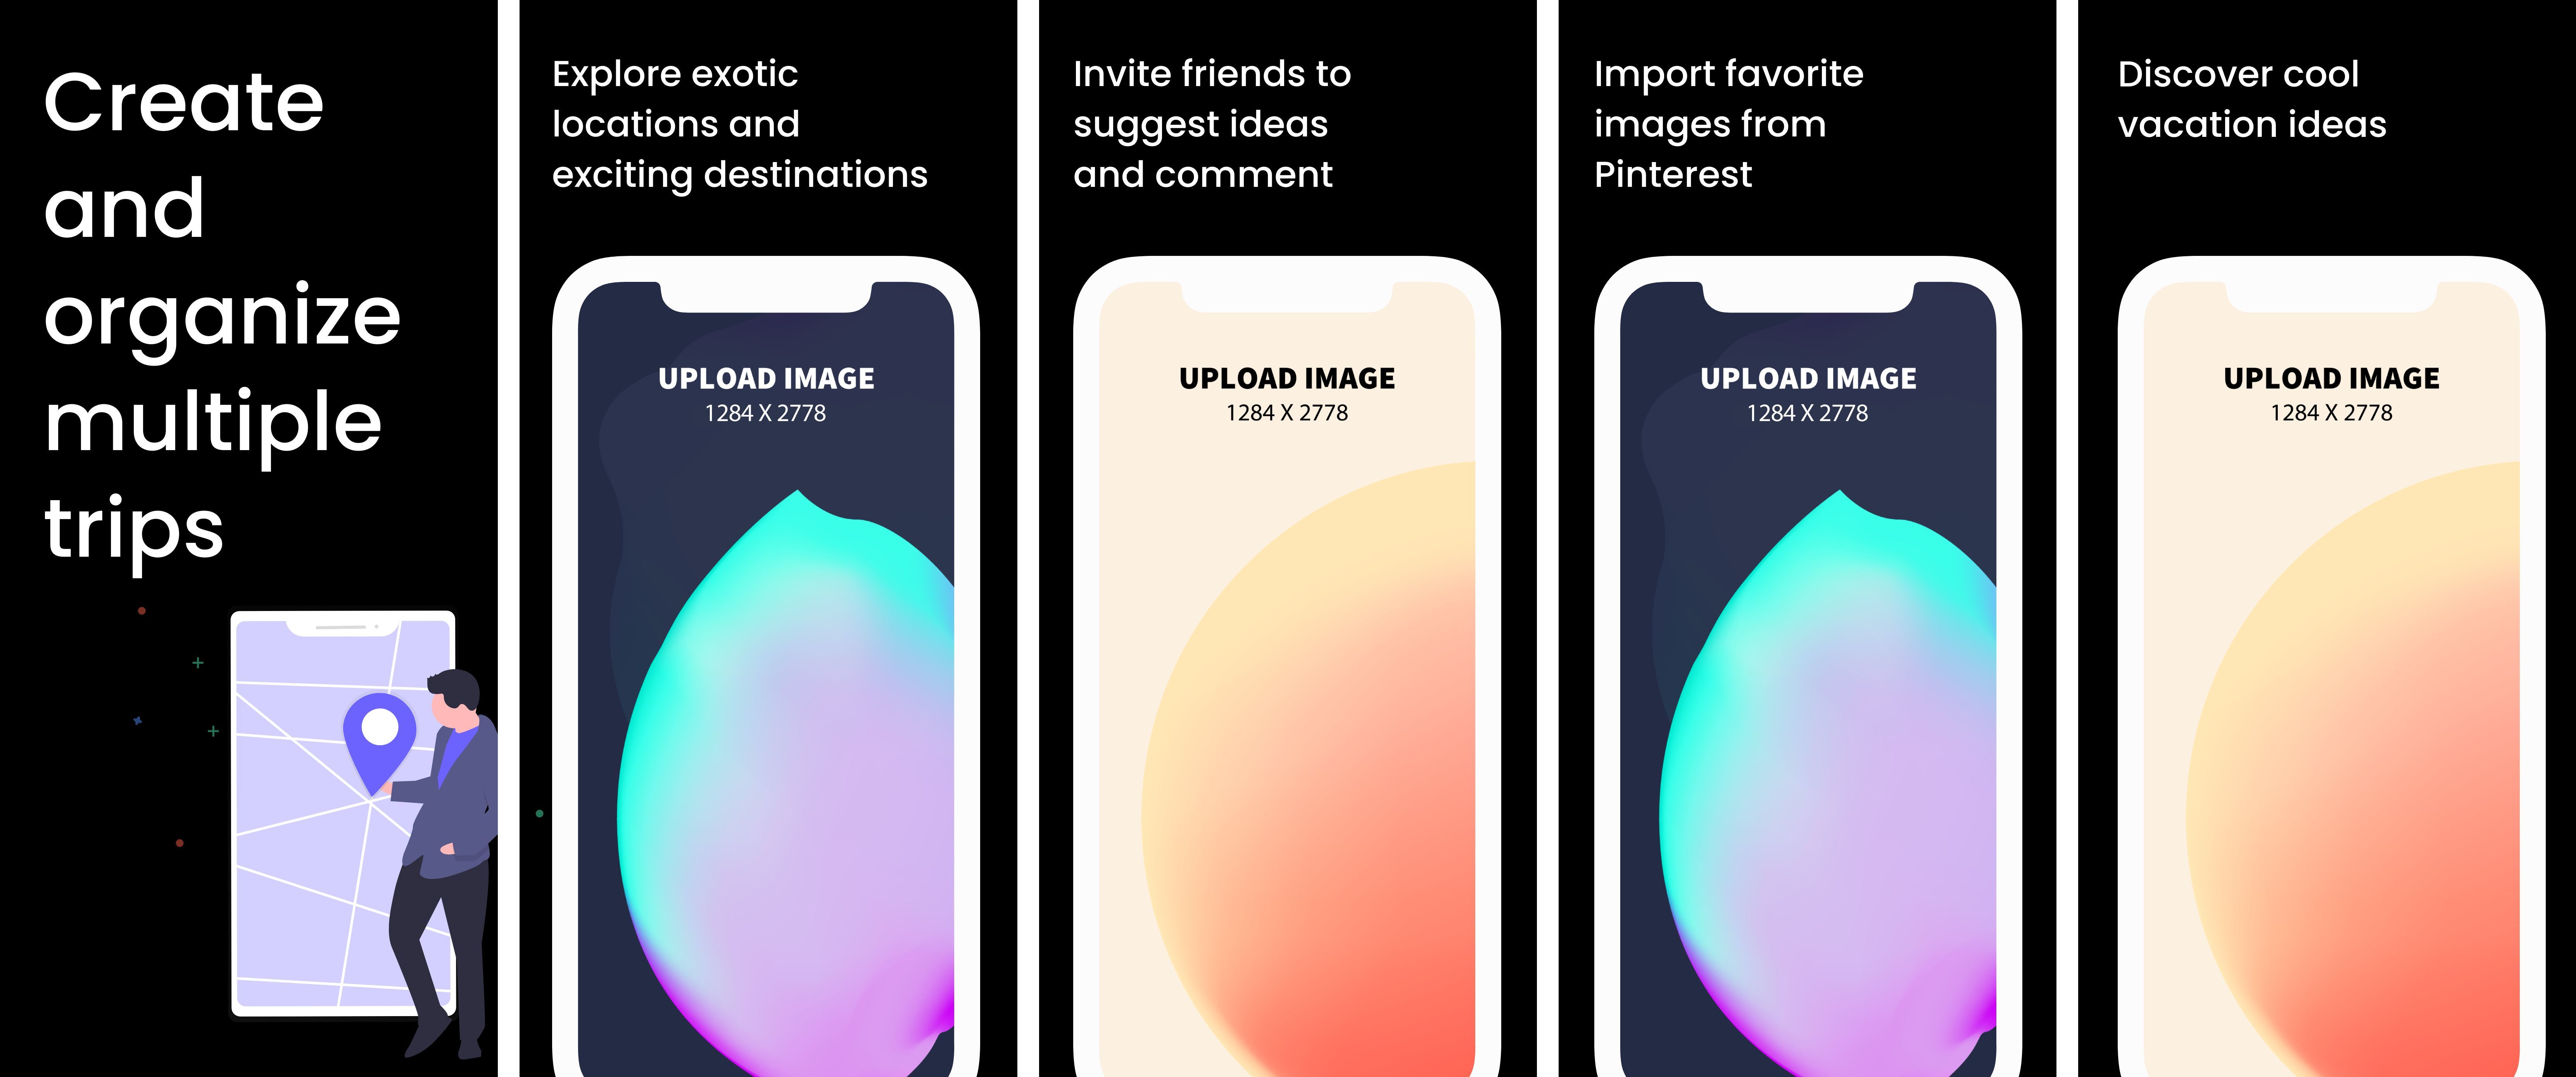 Create
and
organize
multiple
trips
Explore exotic
locations and
exciting destinations
UPLOAD IMAGE
1284 X 2778
Invite friends to
suggest ideas
and comment
UPLOAD IMAGE
1284 X 2778
Import favorite
images from
Pinterest
UPLOAD IMAGE
1284 X 2778
Discover cool
vacation ideas
UPLOAD IMAGE
1284 X 2778